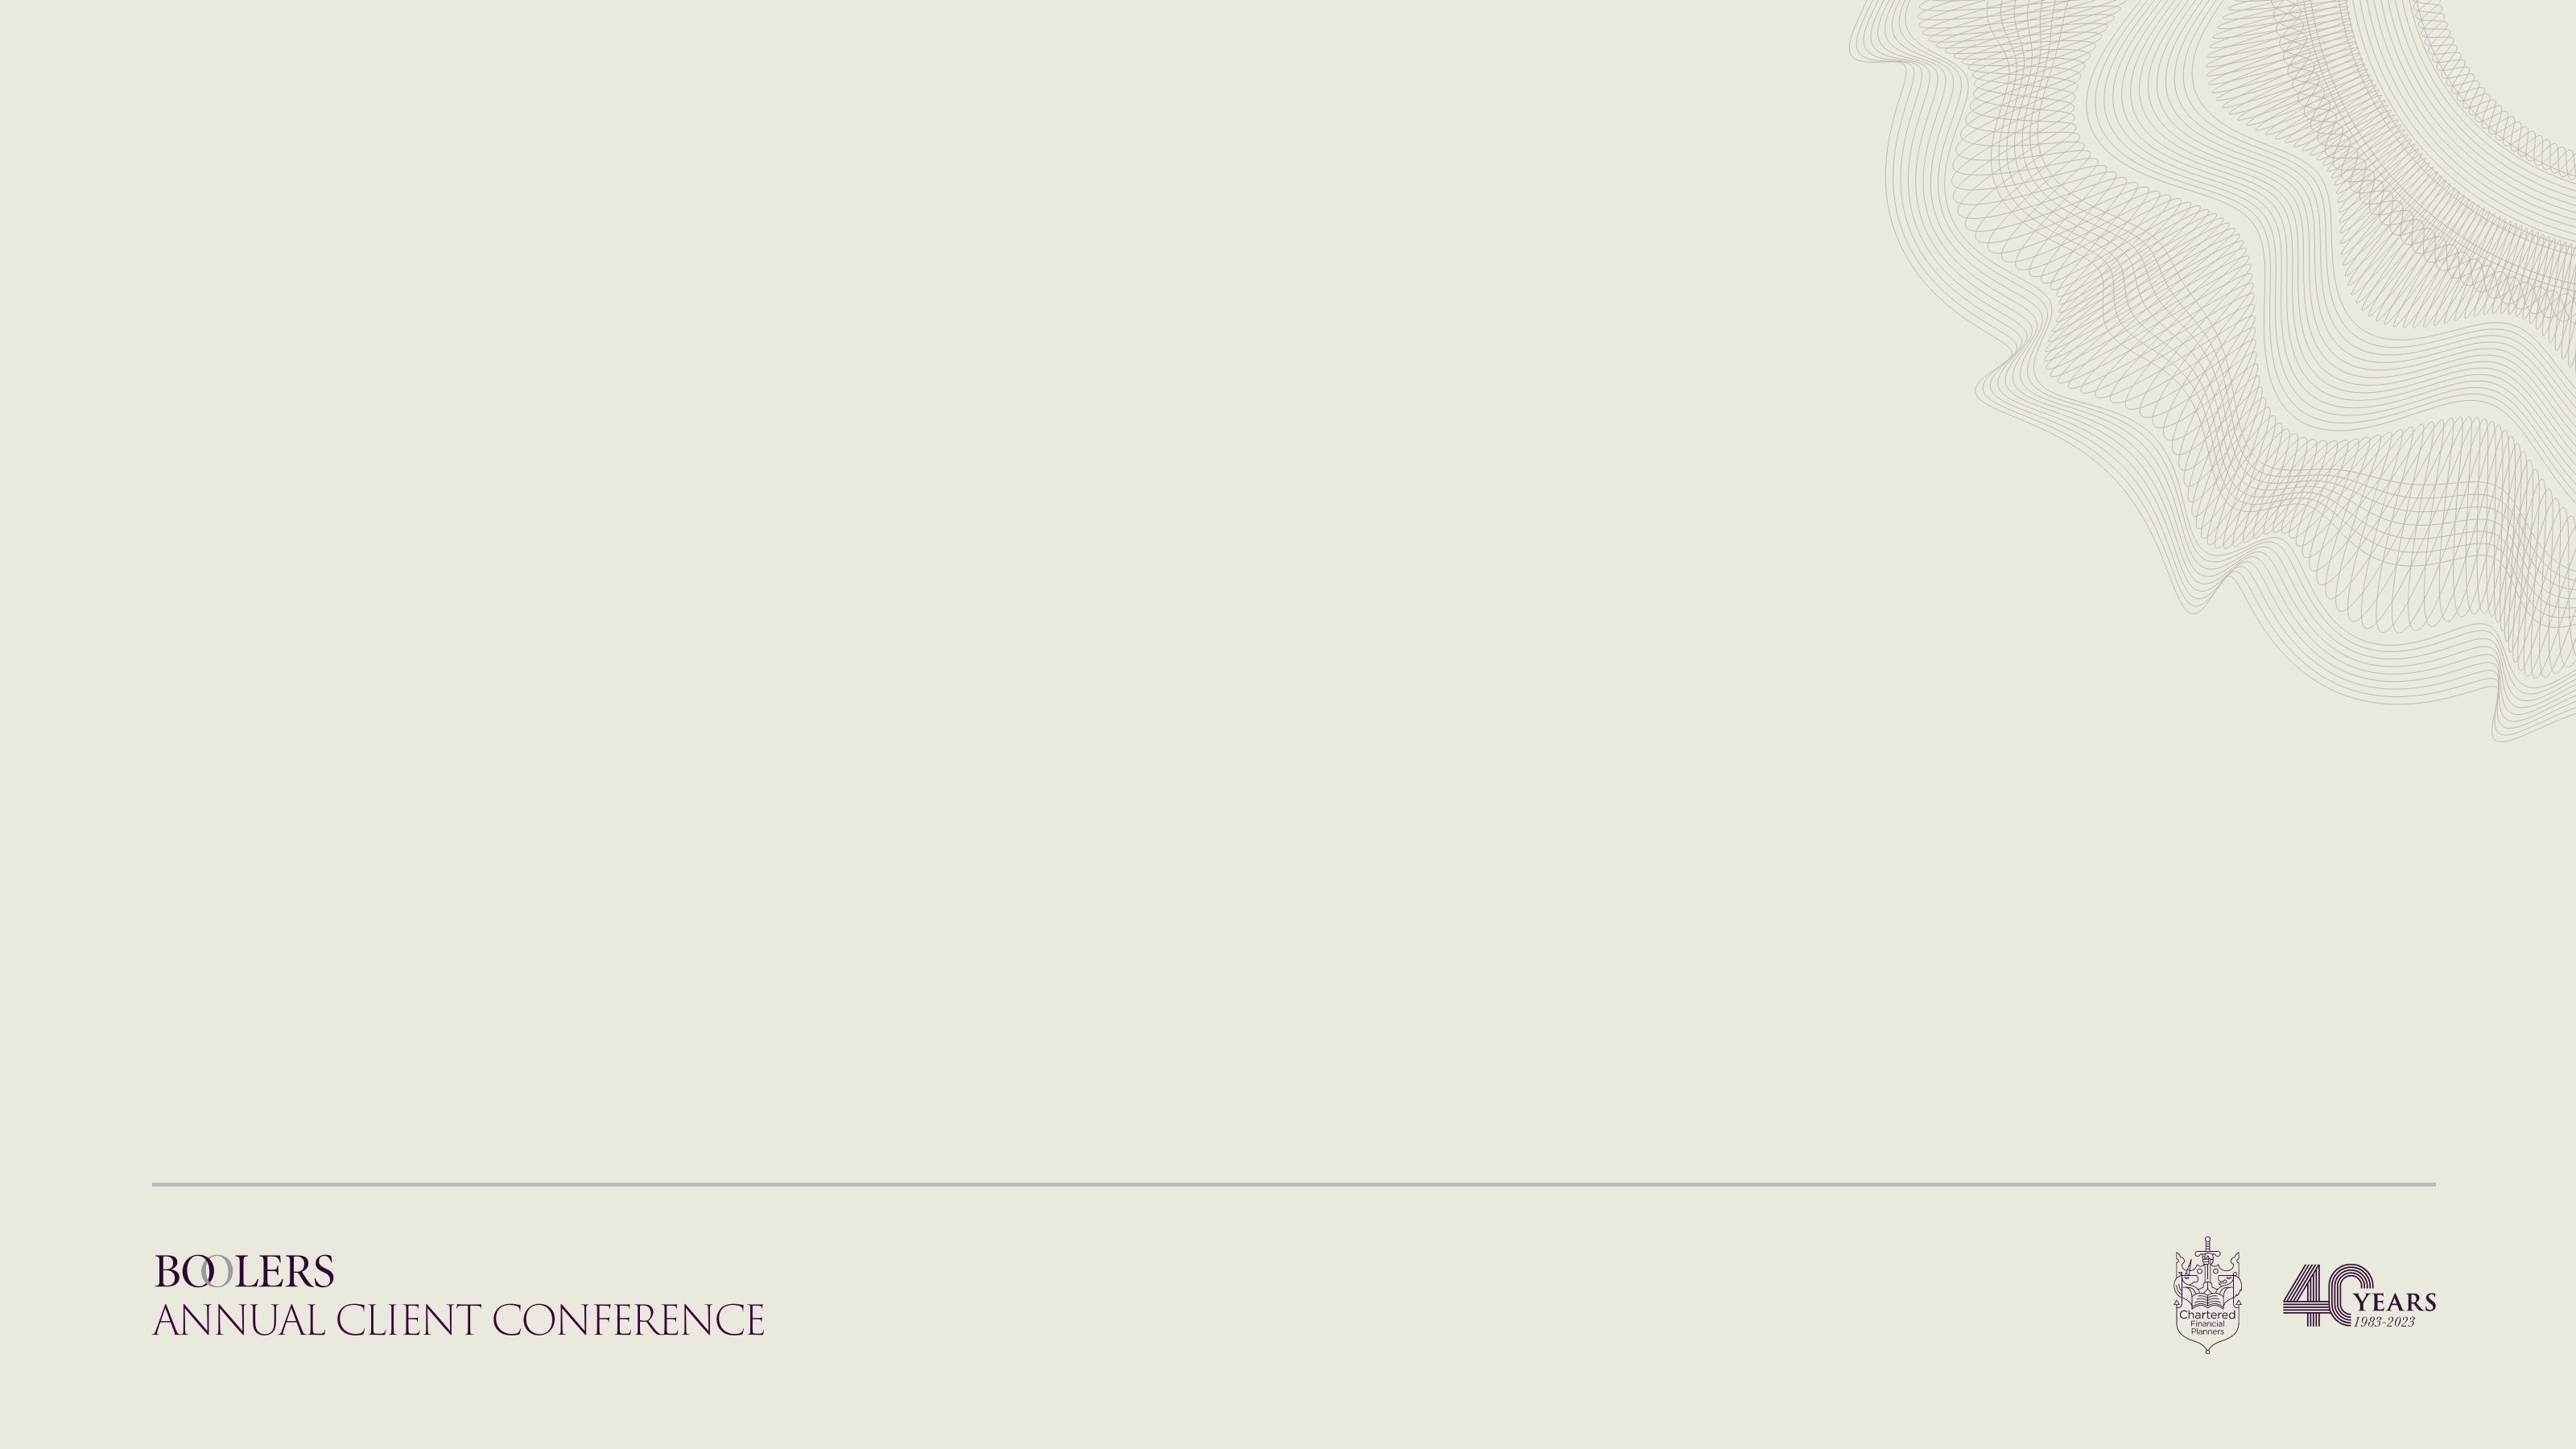 BOOLERS
ANNUAL CLIENT CONFERENCE
Chartered
Financial
Planners
40 YEARS
1983-2023